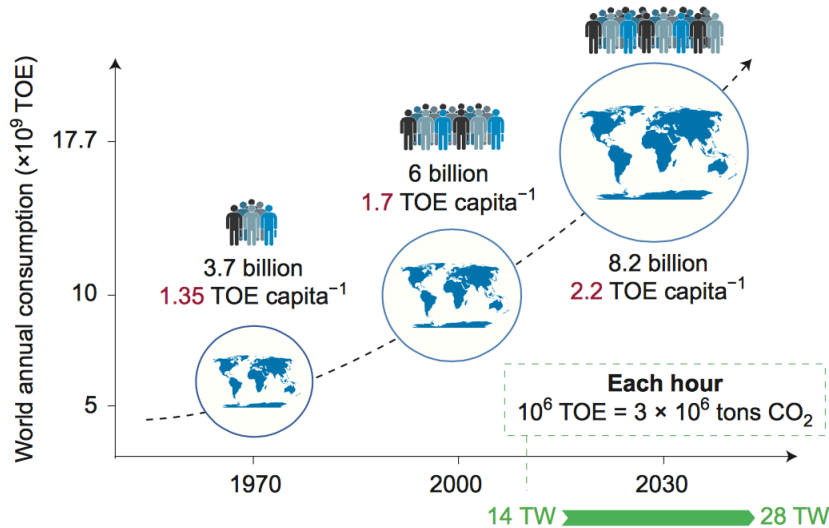 World annual consumption (×10⁹ TOE)
17.7
10
5
3.7 billion
1.35 TOE capita⁻¹
6 billion
1.7 TOE capita⁻¹
8.2 billion
2.2 TOE capita⁻¹
Each hour
10⁶ TOE = 3 × 10⁶ tons CO₂
1970
2000
2030
14 TW
28 TW